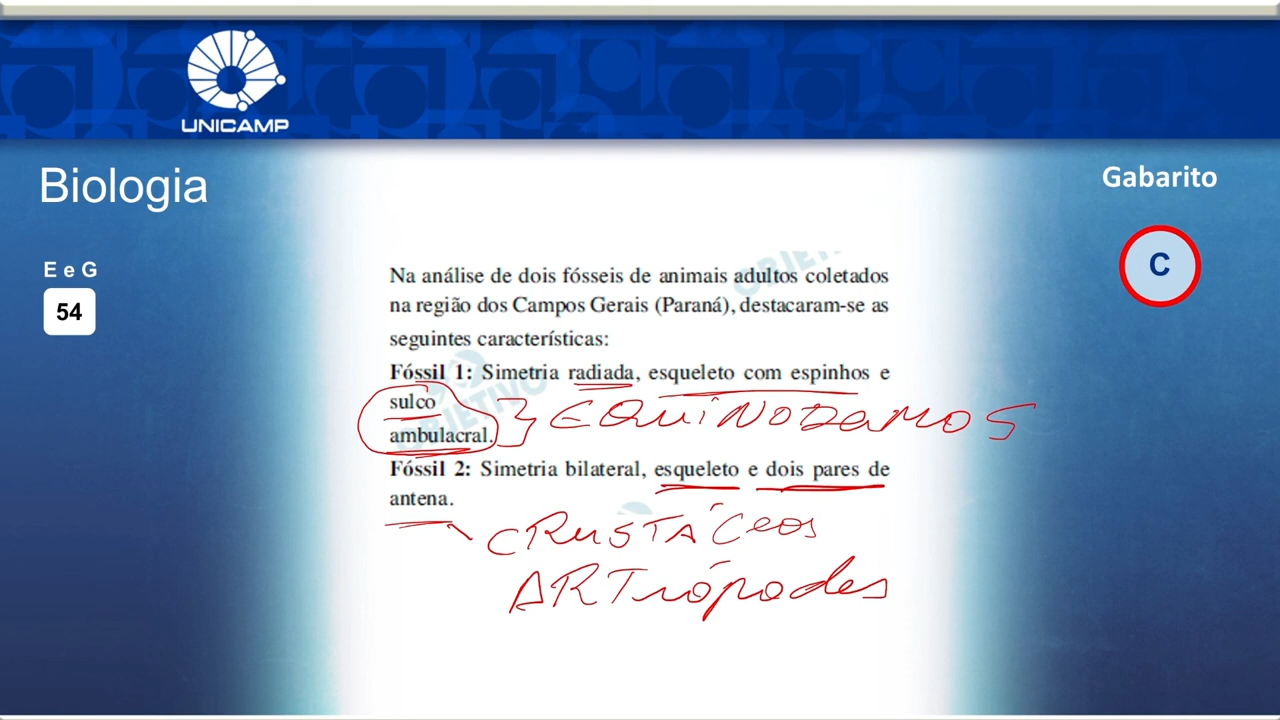 UNICAMP
Biologia
Gabarito
E e G
54
C
Na análise de dois fósseis de animais adultos coletados
na região dos Campos Gerais (Paraná), destacaram-se as
seguintes características:
Fóssil 1: Simetria radiada, esqueleto com espinhos e
sulco
ambulacral.
EQUINODERMOS
Fóssil 2: Simetria bilateral, esqueleto e dois pares de
antena.
CRUSTÁCeos
ARTrópodes
OBJETIVO
OBJETIVO